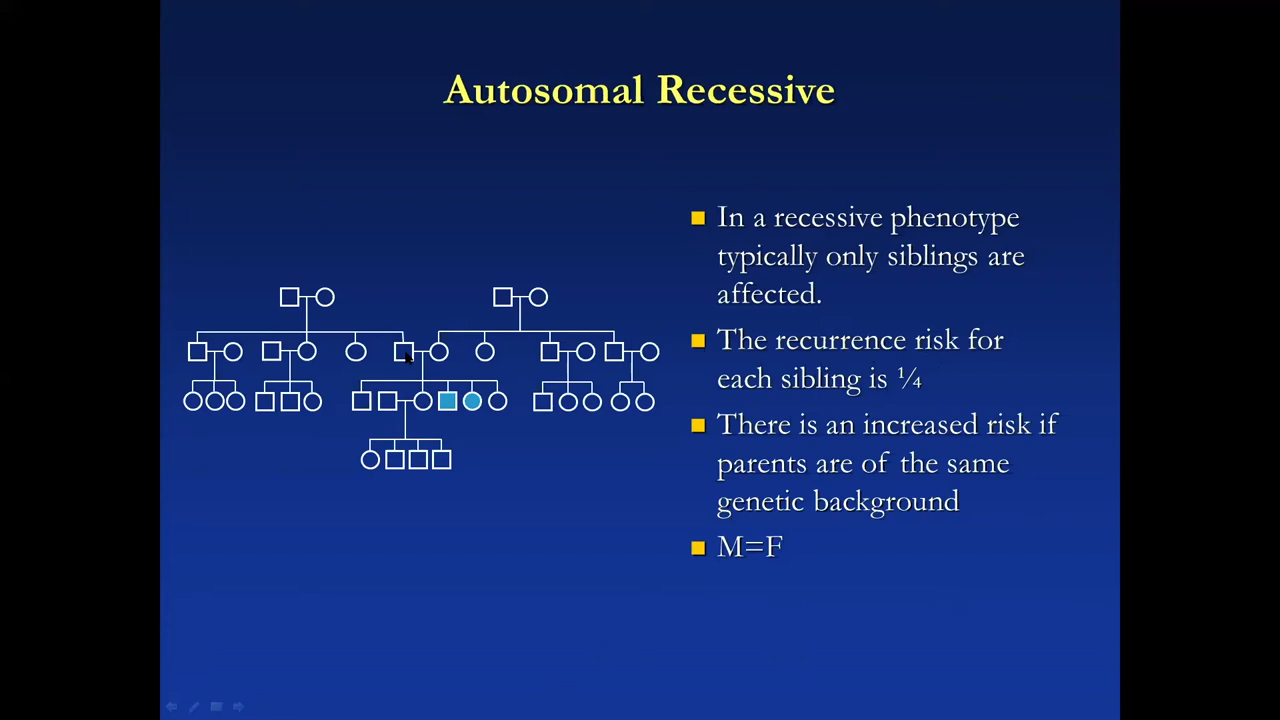 Autosomal Recessive
In a recessive phenotype
typically only siblings are
affected.
The recurrence risk for
each sibling is ¼
There is an increased risk if
parents are of the same
genetic background
M=F